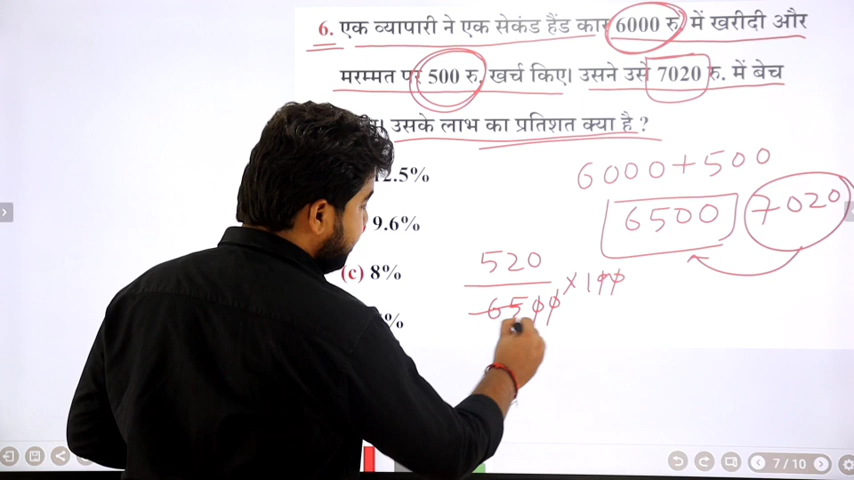 6. एक व्यापारी ने एक सेकंड हैंड कार 6000 रु. में खरीदी और
मरम्मत पर 500 रु. खर्च किए। उसने उसे 7020 रु. में बेच
उसके लाभ का प्रतिशत क्या है ?
12.5%
9.6%
(c) 8%
%
6000+500
6500
7020
520
6500
×100
7 / 10